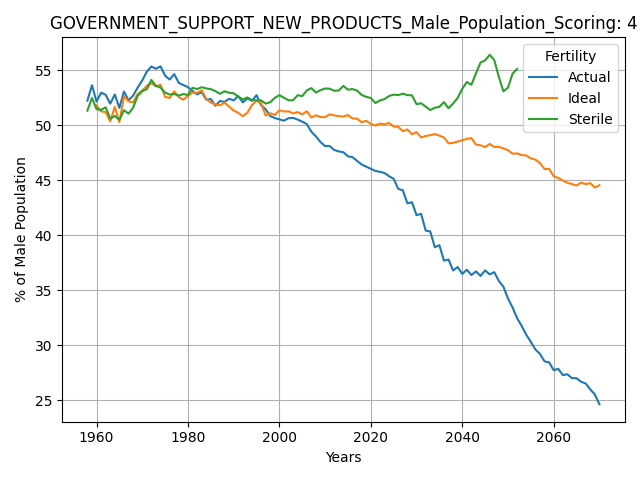 GOVERNMENT_SUPPORT_NEW_PRODUCTS_Male_Population_Scoring: 4
Fertility
Actual
Ideal
Sterile
% of Male Population
55
50
45
40
35
30
25
1960
1980
2000
2020
2040
2060
Years